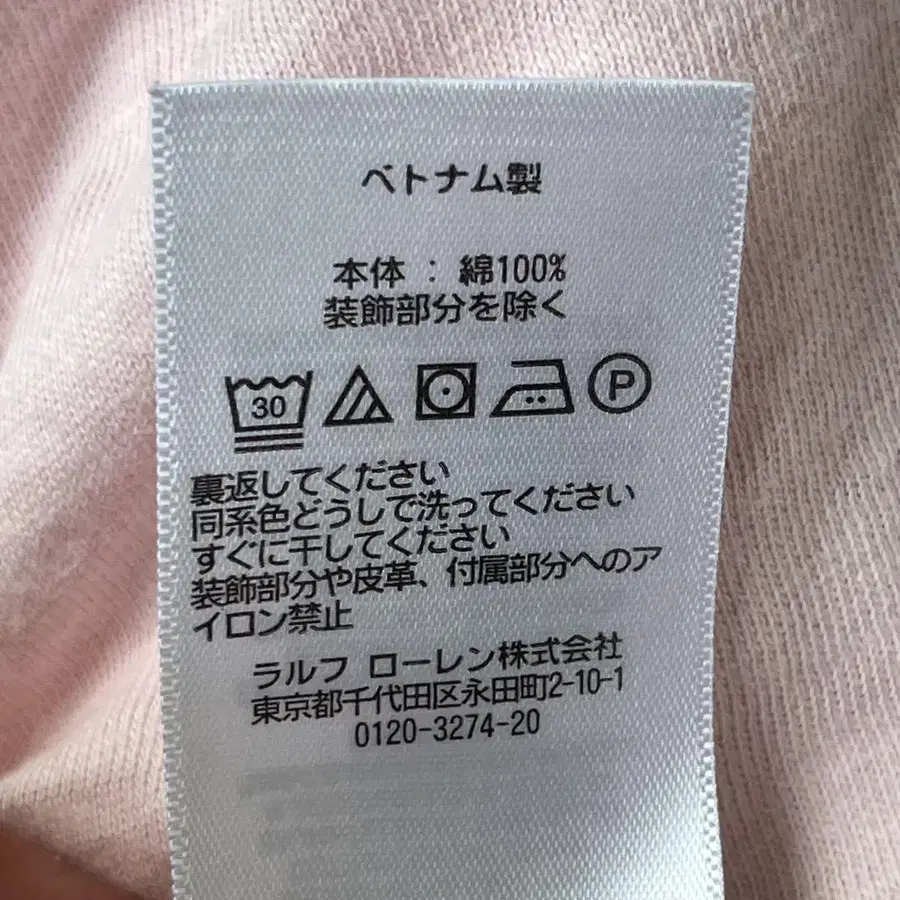 ベトナム製
本体 : 綿100%
装飾部分を除く
30
P
裏返してください
同系色どうしで洗ってください
すぐに干してください
装飾部分や皮革、付属部分へのア
イロン禁止
ラルフ ローレン株式会社
東京都千代田区永田町2-10-1
0120-3274-20